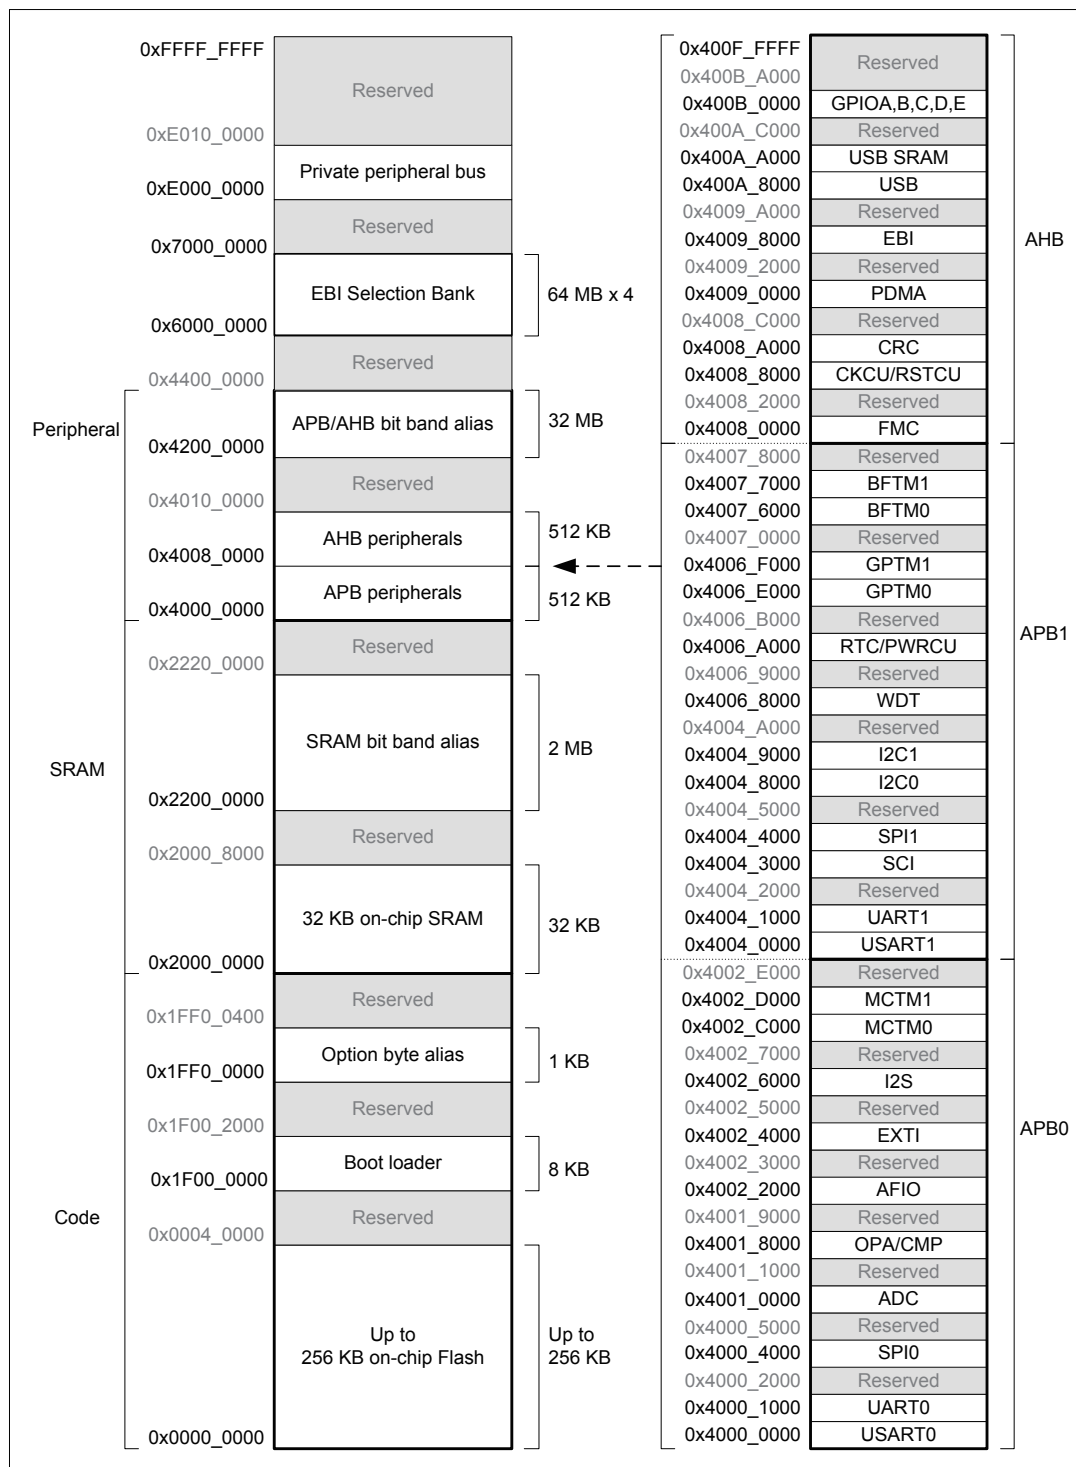 0xFFFF_FFFF
Reserved
0xE010_0000
Private peripheral bus
0xE000_0000
Reserved
0x7000_0000
EBI Selection Bank
64 MB x 4
0x6000_0000
Reserved
0x4400_0000
Peripheral
APB/AHB bit band alias
32 MB
0x4200_0000
Reserved
0x4010_0000
AHB peripherals
512 KB
0x4008_0000
APB peripherals
512 KB
0x4000_0000
Reserved
0x2220_0000
SRAM
SRAM bit band alias
2 MB
0x2200_0000
Reserved
0x2000_8000
32 KB on-chip SRAM
32 KB
0x2000_0000
Reserved
0x1FF0_0400
Option byte alias
1 KB
0x1FF0_0000
Reserved
0x1F00_2000
Boot loader
8 KB
0x1F00_0000
Code
Reserved
0x0004_0000
Up to
256 KB on-chip Flash
Up to
256 KB
0x0000_0000
0x400F_FFFF
Reserved
0x400B_A000
0x400B_0000 GPIOA,B,C,D,E
0x400A_C000 Reserved
0x400A_A000 USB SRAM
0x400A_8000 USB
0x4009_A000 Reserved
0x4009_8000 EBI
AHB
0x4009_2000 Reserved
0x4009_0000 PDMA
0x4008_C000 Reserved
0x4008_A000 CRC
0x4008_8000 CKCU/RSTCU
0x4008_2000 Reserved
0x4008_0000 FMC
0x4007_8000 Reserved
0x4007_7000 BFTM1
0x4007_6000 BFTM0
0x4007_0000 Reserved
0x4006_F000 GPTM1
0x4006_E000 GPTM0
0x4006_B000 Reserved
APB1
0x4006_A000 RTC/PWRCU
0x4006_9000 Reserved
0x4006_8000 WDT
0x4004_A000 Reserved
0x4004_9000 I2C1
0x4004_8000 I2C0
0x4004_5000 Reserved
0x4004_4000 SPI1
0x4004_3000 SCI
0x4004_2000 Reserved
0x4004_1000 UART1
0x4004_0000 USART1
0x4002_E000 Reserved
0x4002_D000 MCTM1
0x4002_C000 MCTM0
0x4002_7000 Reserved
0x4002_6000 I2S
0x4002_5000 Reserved
APB0
0x4002_4000 EXTI
0x4002_3000 Reserved
0x4002_2000 AFIO
0x4001_9000 Reserved
0x4001_8000 OPA/CMP
0x4001_1000 Reserved
0x4001_0000 ADC
0x4000_5000 Reserved
0x4000_4000 SPI0
0x4000_2000 Reserved
0x4000_1000 UART0
0x4000_0000 USART0